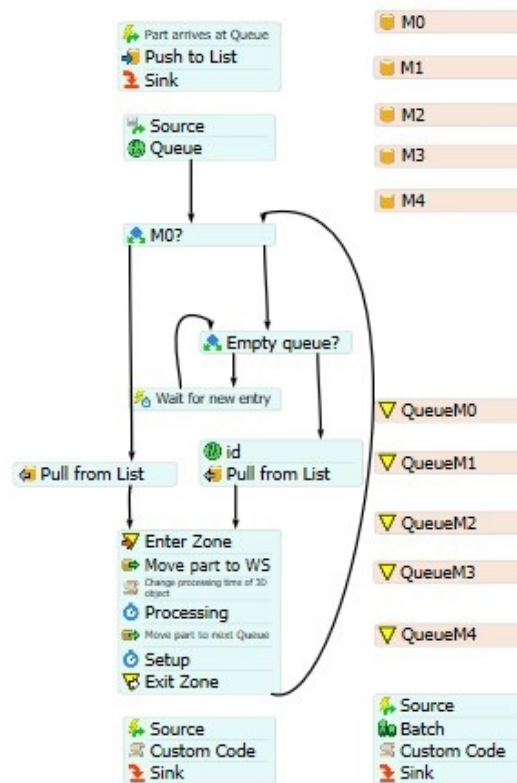 Part arrives at Queue
Push to List
Sink
Source
Queue
M0?
Empty queue?
Wait for new entry
Pull from List
id
Pull from List
Enter Zone
Move part to WS
Change processing time of 3D object
Processing
Move part to next Queue
Setup
Exit Zone
Source
Custom Code
Sink
M0
M1
M2
M3
M4
QueueM0
QueueM1
QueueM2
QueueM3
QueueM4
Source
Batch
Custom Code
Sink